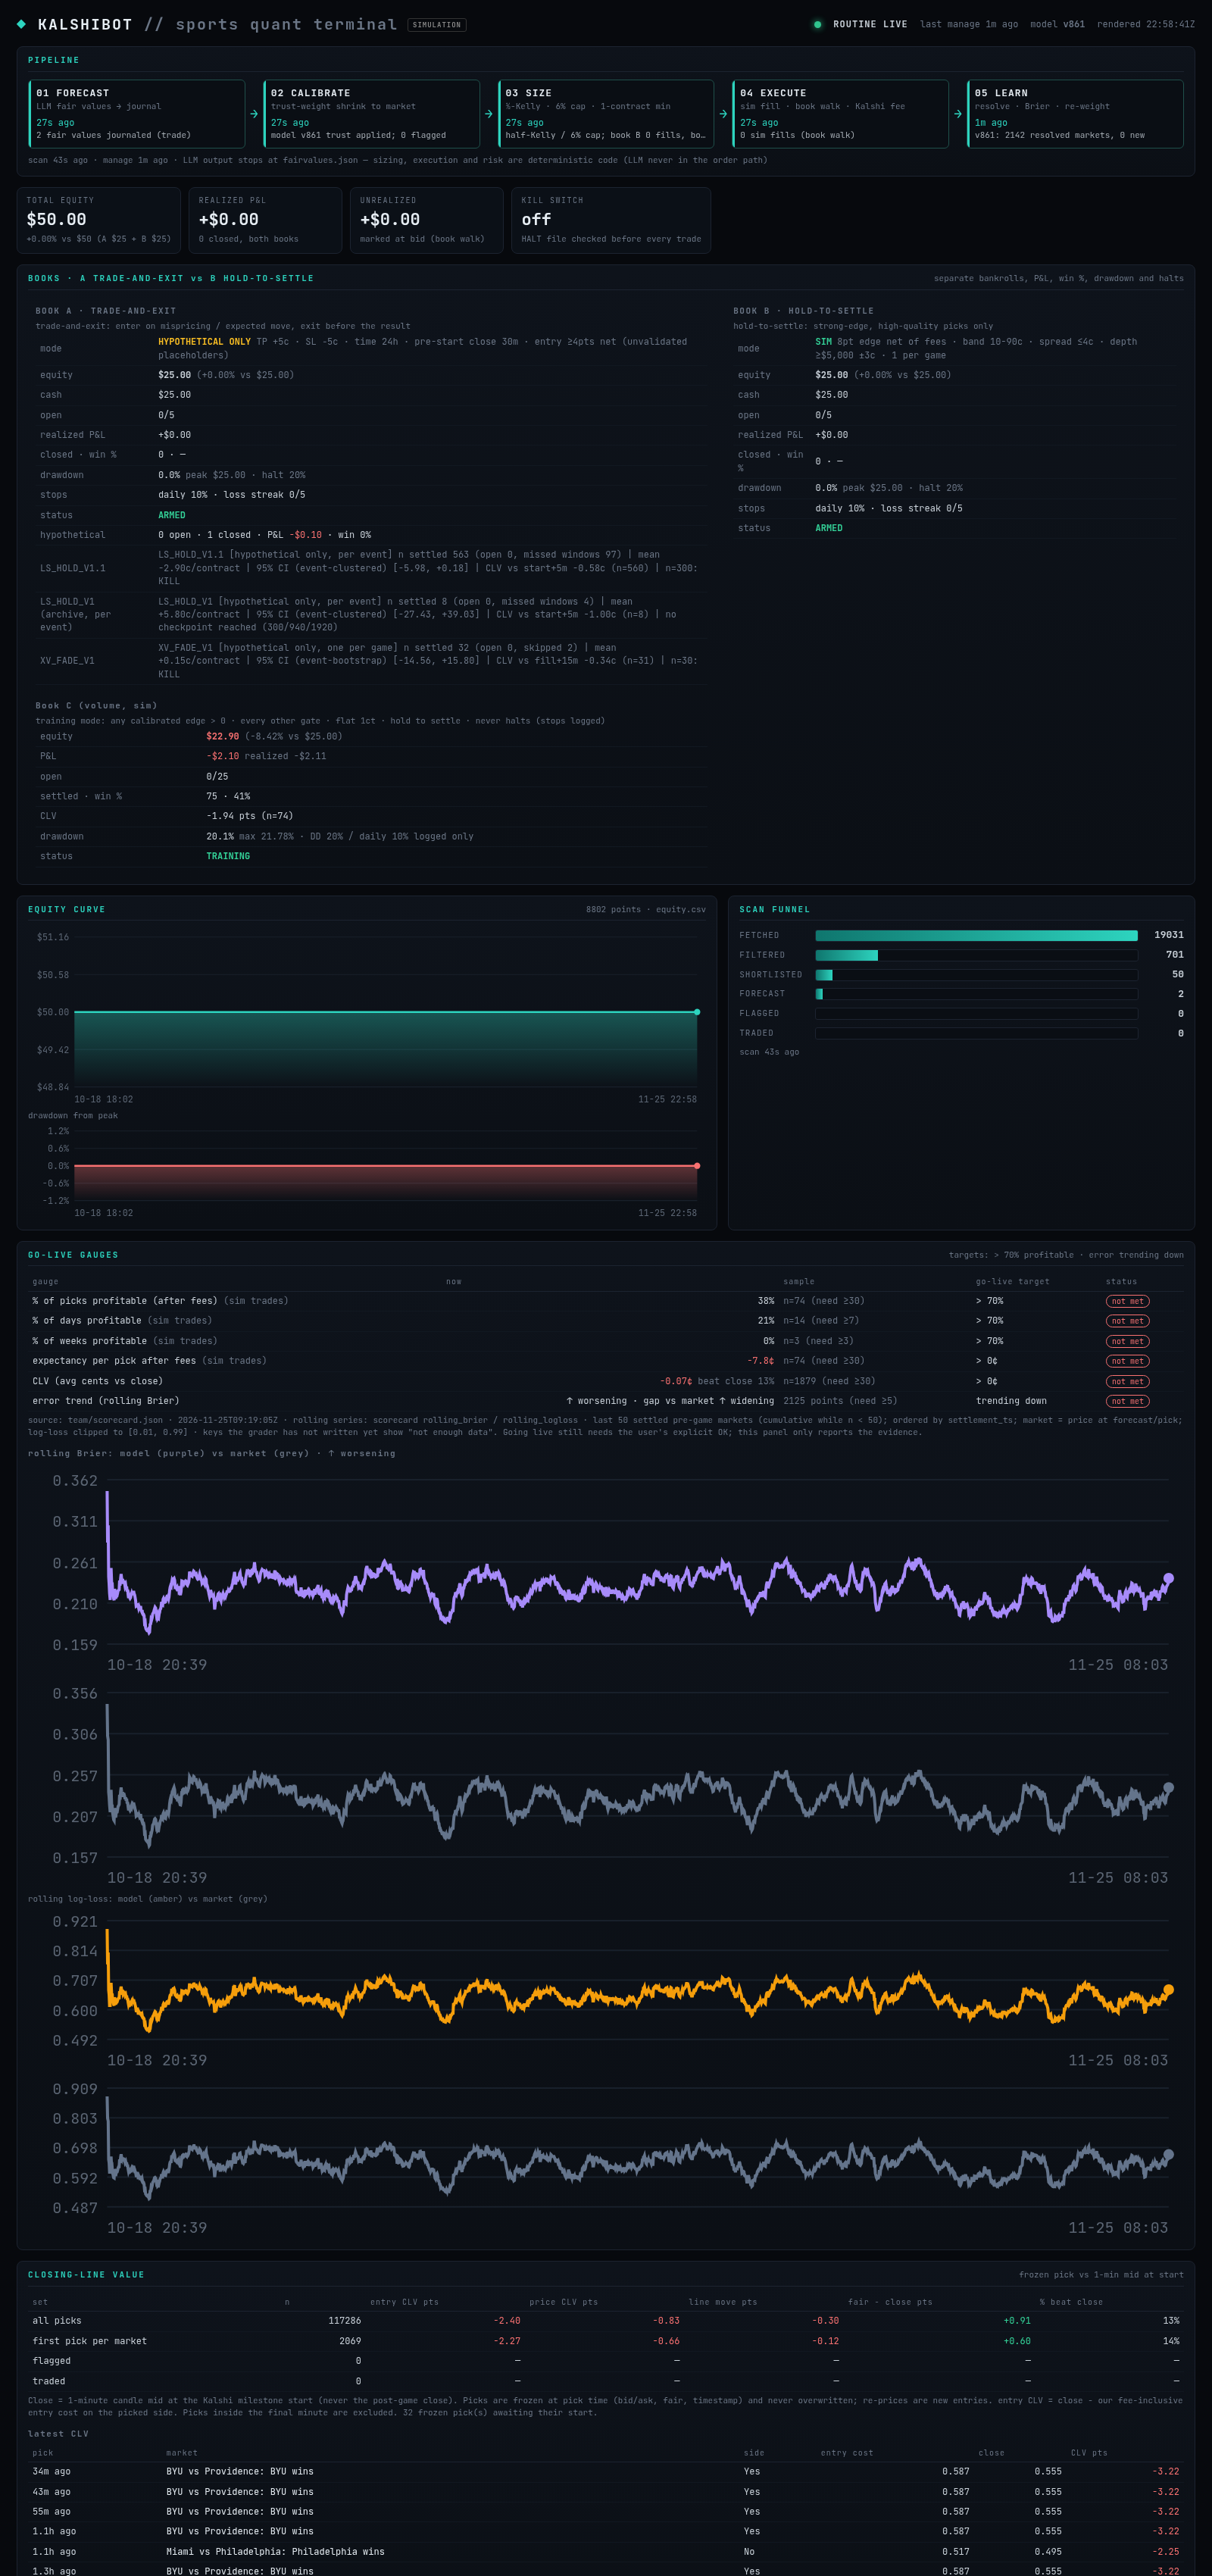 ◆ KALSHIBOT // sports quant terminal SIMULATION
ROUTINE LIVE last manage 1m ago model v861 rendered 22:58:41Z
PIPELINE
01 FORECAST
LLM fair values → journal
27s ago
2 fair values journaled (trade)
→
02 CALIBRATE
trust-weight shrink to market
27s ago
model v861 trust applied; 0 flagged
→
03 SIZE
½-Kelly · 6% cap · 1-contract min
27s ago
half-Kelly / 6% cap; book B 0 fills, bo…
→
04 EXECUTE
sim fill · book walk · Kalshi fee
27s ago
0 sim fills (book walk)
→
05 LEARN
resolve · Brier · re-weight
1m ago
v861: 2142 resolved markets, 0 new
scan 43s ago · manage 1m ago · LLM output stops at fairvalues.json — sizing, execution and risk are deterministic code (LLM never in the order path)
TOTAL EQUITY
$50.00
+0.00% vs $50 (A $25 + B $25)
REALIZED P&L
+$0.00
0 closed, both books
UNREALIZED
+$0.00
marked at bid (book walk)
KILL SWITCH
off
HALT file checked before every trade
BOOKS · A TRADE-AND-EXIT vs B HOLD-TO-SETTLE
separate bankrolls, P&L, win %, drawdown and halts
BOOK A · TRADE-AND-EXIT
trade-and-exit: enter on mispricing / expected move, exit before the result
mode HYPOTHETICAL ONLY TP +5c · SL -5c · time 24h · pre-start close 30m · entry ≥4pts net (unvalidated
placeholders)
equity $25.00 (+0.00% vs $25.00)
cash $25.00
open 0/5
realized P&L +$0.00
closed · win % 0 · —
drawdown 0.0% peak $25.00 · halt 20%
stops daily 10% · loss streak 0/5
status ARMED
hypothetical 0 open · 1 closed · P&L -$0.10 · win 0%
LS_HOLD_V1.1 LS_HOLD_V1.1 [hypothetical only, per event] n settled 563 (open 0, missed windows 97) | mean
-2.90c/contract | 95% CI (event-clustered) [-5.98, +0.18] | CLV vs start+5m -0.58c (n=560) | n=300:
KILL
LS_HOLD_V1
(archive, per
event)
LS_HOLD_V1 [hypothetical only, per event] n settled 8 (open 0, missed windows 4) | mean
+5.80c/contract | 95% CI (event-clustered) [-27.43, +39.03] | CLV vs start+5m -1.00c (n=8) | no
checkpoint reached (300/940/1920)
XV_FADE_V1 XV_FADE_V1 [hypothetical only, one per game] n settled 32 (open 0, skipped 2) | mean
+0.15c/contract | 95% CI (event-bootstrap) [-14.56, +15.80] | CLV vs fill+15m -0.34c (n=31) | n=30:
KILL
BOOK B · HOLD-TO-SETTLE
hold-to-settle: strong-edge, high-quality picks only
mode SIM 8pt edge net of fees · band 10-90c · spread ≤4c · depth
≥$5,000 ±3c · 1 per game
equity $25.00 (+0.00% vs $25.00)
cash $25.00
open 0/5
realized P&L +$0.00
closed · win
%
0 · —
drawdown 0.0% peak $25.00 · halt 20%
stops daily 10% · loss streak 0/5
status ARMED
Book C (volume, sim)
training mode: any calibrated edge > 0 · every other gate · flat 1ct · hold to settle · never halts (stops logged)
equity $22.90 (-8.42% vs $25.00)
P&L -$2.10 realized -$2.11
open 0/25
settled · win % 75 · 41%
CLV -1.94 pts (n=74)
drawdown 20.1% max 21.78% · DD 20% / daily 10% logged only
status TRAINING
EQUITY CURVE
8802 points · equity.csv
$51.16
$50.58
$50.00
$49.42
$48.84
10-18 18:02 11-25 22:58
drawdown from peak
1.2%
0.6%
0.0%
-0.6%
-1.2%
10-18 18:02 11-25 22:58
SCAN FUNNEL
FETCHED 19031
FILTERED 701
SHORTLISTED 50
FORECAST 2
FLAGGED 0
TRADED 0
scan 43s ago
GO-LIVE GAUGES
targets: > 70% profitable · error trending down
gauge now sample go-live target status
% of picks profitable (after fees) (sim trades) 38% n=74 (need ≥30) > 70% not met
% of days profitable (sim trades) 21% n=14 (need ≥7) > 70% not met
% of weeks profitable (sim trades) 0% n=3 (need ≥3) > 70% not met
expectancy per pick after fees (sim trades) -7.8¢ n=74 (need ≥30) > 0¢ not met
CLV (avg cents vs close) -0.07¢ beat close 13% n=1879 (need ≥30) > 0¢ not met
error trend (rolling Brier) ↑ worsening · gap vs market ↑ widening 2125 points (need ≥5) trending down not met
source: team/scorecard.json · 2026-11-25T09:19:05Z · rolling series: scorecard rolling_brier / rolling_logloss · last 50 settled pre-game markets (cumulative while n < 50); ordered by settlement_ts; market = price at forecast/pick;
log-loss clipped to [0.01, 0.99] · keys the grader has not written yet show "not enough data". Going live still needs the user's explicit OK; this panel only reports the evidence.
rolling Brier: model (purple) vs market (grey) · ↑ worsening
0.362
0.311
0.261
0.210
0.159
10-18 20:39 11-25 08:03
0.356
0.306
0.257
0.207
0.157
10-18 20:39 11-25 08:03
rolling log-loss: model (amber) vs market (grey)
0.921
0.814
0.707
0.600
0.492
10-18 20:39 11-25 08:03
0.909
0.803
0.698
0.592
0.487
10-18 20:39 11-25 08:03
CLOSING-LINE VALUE
frozen pick vs 1-min mid at start
set n entry CLV pts price CLV pts line move pts fair - close pts % beat close
all picks 117286 -2.40 -0.83 -0.30 +0.91 13%
first pick per market 2069 -2.27 -0.66 -0.12 +0.60 14%
flagged 0 — — — — —
traded 0 — — — — —
Close = 1-minute candle mid at the Kalshi milestone start (never the post-game close). Picks are frozen at pick time (bid/ask, fair, timestamp) and never overwritten; re-prices are new entries. entry CLV = close - our fee-inclusive
entry cost on the picked side. Picks inside the final minute are excluded. 32 frozen pick(s) awaiting their start.
latest CLV
pick market side entry cost close CLV pts
34m ago BYU vs Providence: BYU wins Yes 0.587 0.555 -3.22
43m ago BYU vs Providence: BYU wins Yes 0.587 0.555 -3.22
55m ago BYU vs Providence: BYU wins Yes 0.587 0.555 -3.22
1.1h ago BYU vs Providence: BYU wins Yes 0.587 0.555 -3.22
1.1h ago Miami vs Philadelphia: Philadelphia wins No 0.517 0.495 -2.25
1.3h ago BYU vs Providence: BYU wins Yes 0.587 0.555 -3.22